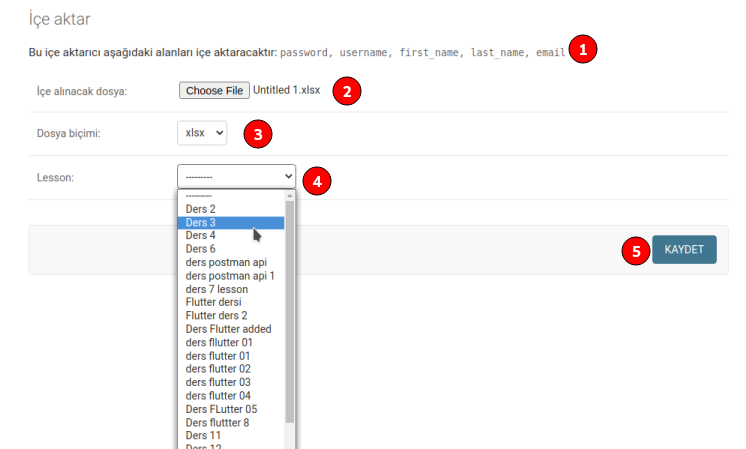 İçe aktar
Bu içe aktarıcı aşağıdaki alanları içe aktaracaktır: password, username, first_name, last_name, email 1
İçe alınacak dosya: Choose File Untitled 1.xlsx 2
Dosya biçimi: xlsx 3
Lesson: --------- 4
---------
Ders 2
Ders 3
Ders 4
Ders 6
ders postman api
ders postman api 1
ders 7 lesson
Flutter dersi
Flutter ders 2
Ders Flutter added
ders fllutter 01
ders flutter 01
ders flutter 02
ders flutter 03
ders flutter 04
Ders FLutter 05
Ders fluttter 8
Ders 11
Ders 12
5 KAYDET